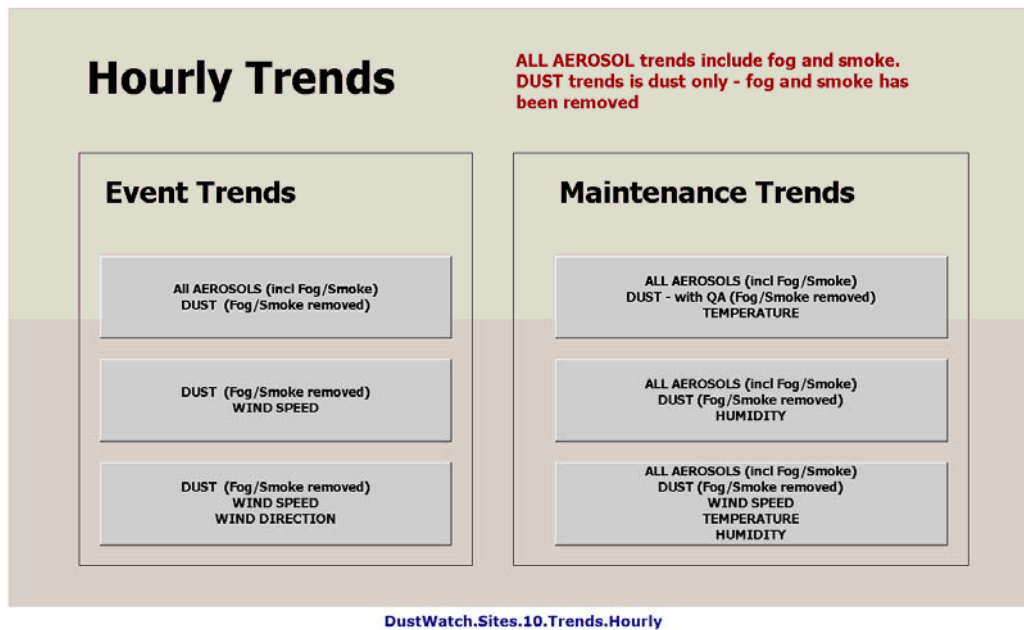 Hourly Trends
ALL AEROSOL trends include fog and smoke.
DUST trends is dust only - fog and smoke has
been removed
Event Trends
All AEROSOLS (incl Fog/Smoke)
DUST (Fog/Smoke removed)
DUST (Fog/Smoke removed)
WIND SPEED
DUST (Fog/Smoke removed)
WIND SPEED
WIND DIRECTION
Maintenance Trends
ALL AEROSOLS (incl Fog/Smoke)
DUST - with QA (Fog/Smoke removed)
TEMPERATURE
ALL AEROSOLS (incl Fog/Smoke)
DUST (Fog/Smoke removed)
HUMIDITY
ALL AEROSOLS (incl Fog/Smoke)
DUST (Fog/Smoke removed)
WIND SPEED
TEMPERATURE
HUMIDITY
DustWatch.Sites.10.Trends.Hourly